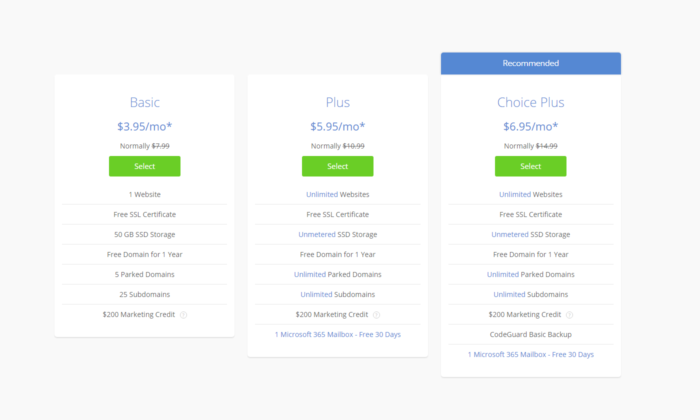 Recommended
Basic
$3.95/mo*
Normally $7.99
Select
1 Website
Free SSL Certificate
50 GB SSD Storage
Free Domain for 1 Year
5 Parked Domains
25 Subdomains
$200 Marketing Credit ?
Plus
$5.95/mo*
Normally $10.99
Select
Unlimited Websites
Free SSL Certificate
Unmetered SSD Storage
Free Domain for 1 Year
Unlimited Parked Domains
Unlimited Subdomains
$200 Marketing Credit ?
1 Microsoft 365 Mailbox - Free 30 Days
Choice Plus
$6.95/mo*
Normally $14.99
Select
Unlimited Websites
Free SSL Certificate
Unmetered SSD Storage
Free Domain for 1 Year
Unlimited Parked Domains
Unlimited Subdomains
$200 Marketing Credit ?
CodeGuard Basic Backup
1 Microsoft 365 Mailbox - Free 30 Days